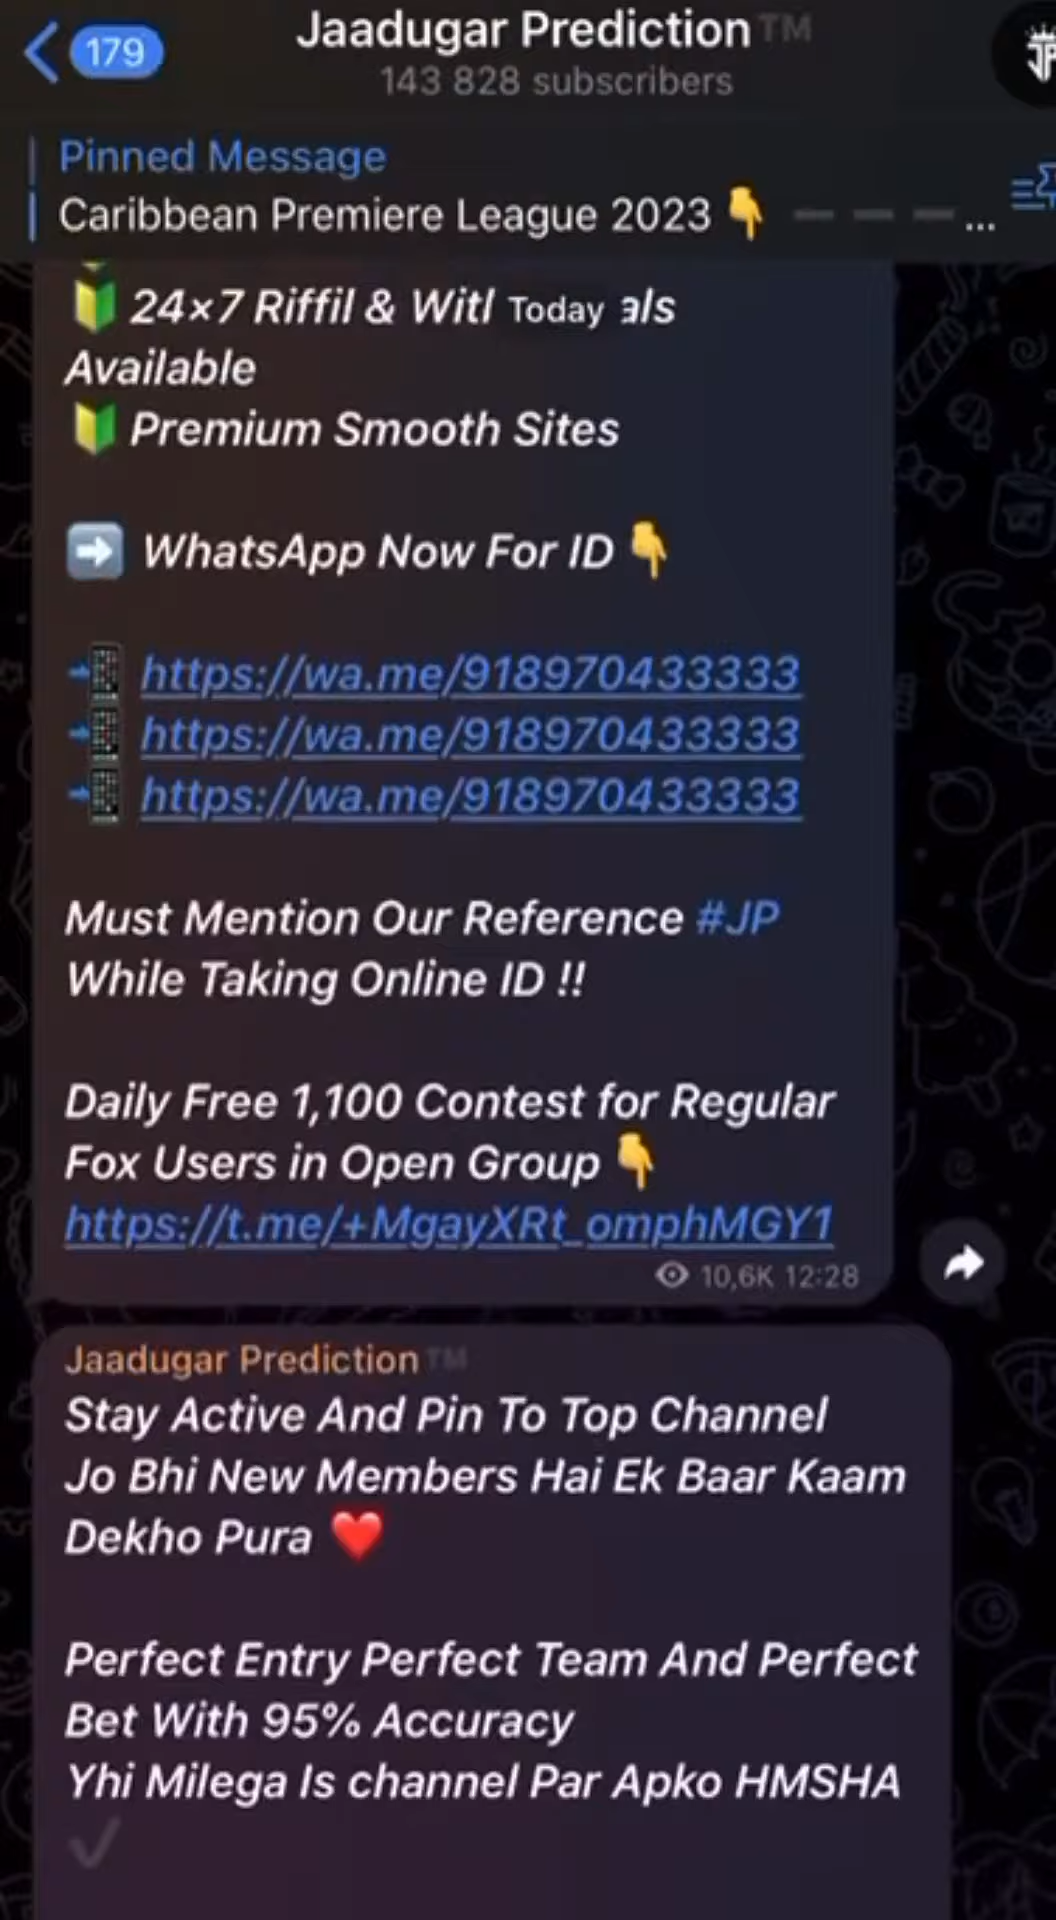 179
Jaadugar Prediction™
143 828 subscribers
Pinned Message
Caribbean Premiere League 2023 👇 — — — ...
🔰 24×7 Riffil & Witl Today als
Available
🔰 Premium Smooth Sites
➡️ WhatsApp Now For ID 👇
📲 https://wa.me/918970433333
📲 https://wa.me/918970433333
📲 https://wa.me/918970433333
Must Mention Our Reference #JP
While Taking Online ID !!
Daily Free 1,100 Contest for Regular
Fox Users in Open Group 👇
https://t.me/+MgayXRt_omphMGY1
10,6K 12:28
Jaadugar Prediction™
Stay Active And Pin To Top Channel
Jo Bhi New Members Hai Ek Baar Kaam
Dekho Pura ❤️
Perfect Entry Perfect Team And Perfect
Bet With 95% Accuracy
Yhi Milega Is channel Par Apko HMSHA
✔️